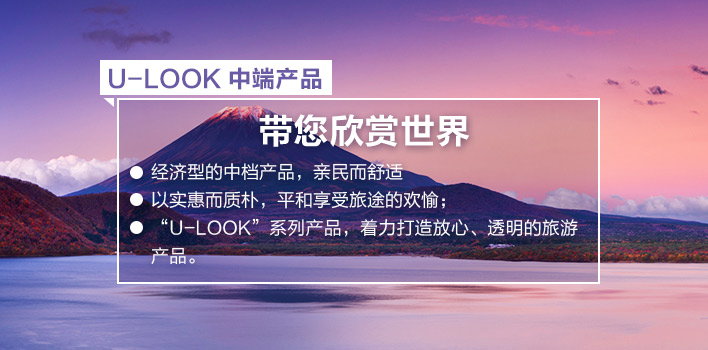 U-LOOK 中端产品
带您欣赏世界
● 经济型的中档产品，亲民而舒适
● 以实惠而质朴，平和享受旅途的欢愉；
● “U-LOOK”系列产品，着力打造放心、透明的旅游
产品。